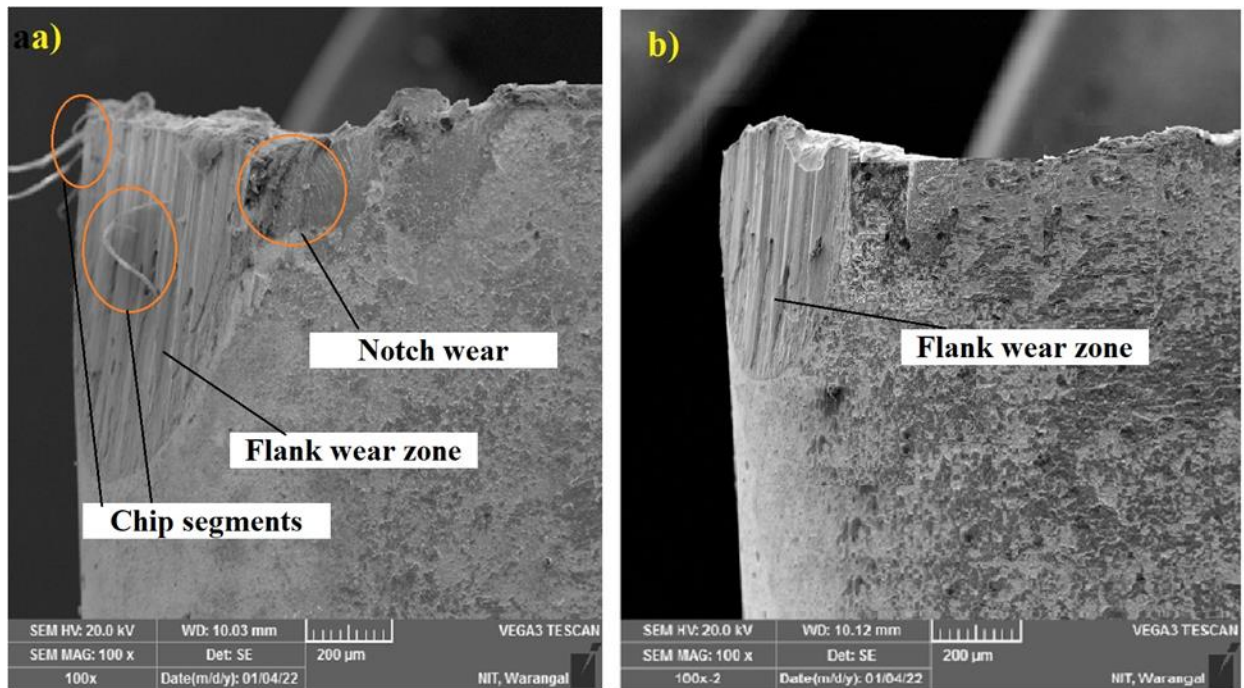 aa)
Notch wear
Flank wear zone
Chip segments
SEM HV: 20.0 kV WD: 10.03 mm VEGA3 TESCAN
SEM MAG: 100 x Det: SE 200 µm
100x Date(m/d/y): 01/04/22 NIT, Warangal
b)
Flank wear zone
SEM HV: 20.0 kV WD: 10.12 mm VEGA3 TESCAN
SEM MAG: 100 x Det: SE 200 µm
100x-2 Date(m/d/y): 01/04/22 NIT, Warangal